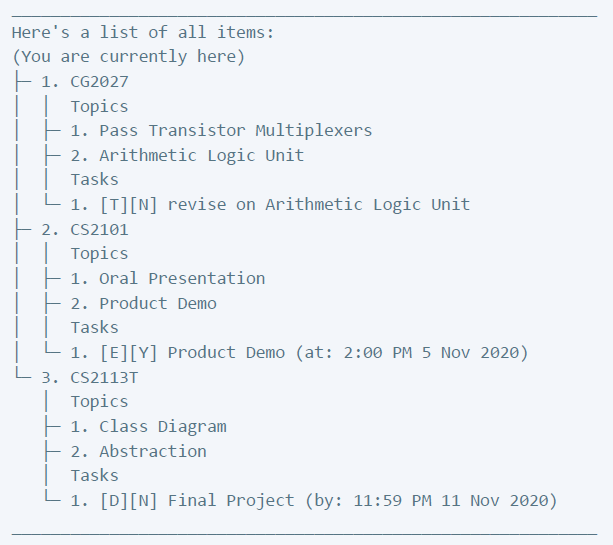 Here's a list of all items:
(You are currently here)
├─ 1. CG2027
│  │  Topics
│  ├─ 1. Pass Transistor Multiplexers
│  ├─ 2. Arithmetic Logic Unit
│  │  Tasks
│  └─ 1. [T][N] revise on Arithmetic Logic Unit
├─ 2. CS2101
│  │  Topics
│  ├─ 1. Oral Presentation
│  ├─ 2. Product Demo
│  │  Tasks
│  └─ 1. [E][Y] Product Demo (at: 2:00 PM 5 Nov 2020)
└─ 3. CS2113T
   │  Topics
   ├─ 1. Class Diagram
   ├─ 2. Abstraction
   │  Tasks
   └─ 1. [D][N] Final Project (by: 11:59 PM 11 Nov 2020)